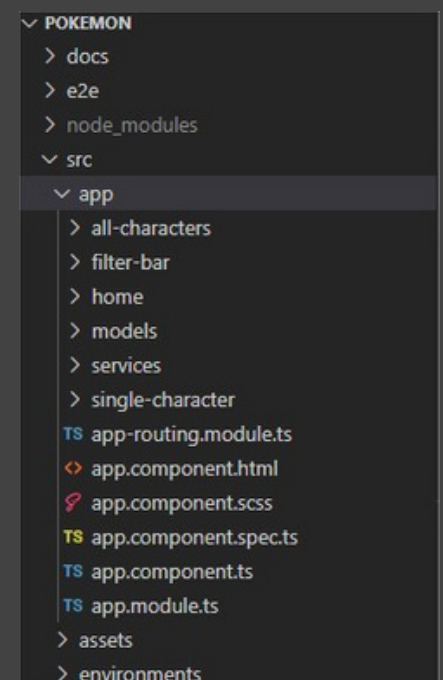 POKEMON
docs
e2e
node_modules
src
app
all-characters
filter-bar
home
models
services
single-character
TS app-routing.module.ts
<> app.component.html
app.component.scss
TS app.component.spec.ts
TS app.component.ts
TS app.module.ts
assets
environments